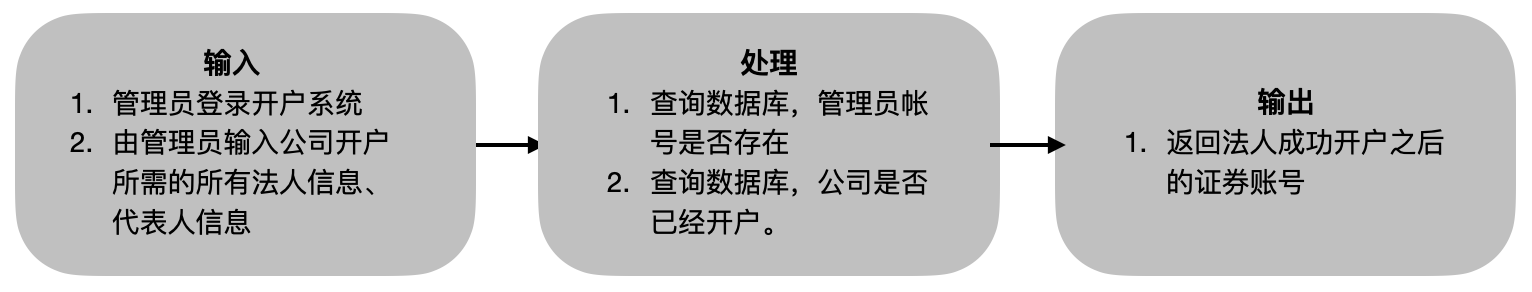 输入
1. 管理员登录开户系统
2. 由管理员输入公司开户
所需的所有法人信息、
代表人信息
处理
1. 查询数据库，管理员帐
号是否存在
2. 查询数据库，公司是否
已经开户。
输出
1. 返回法人成功开户之后
的证券账号